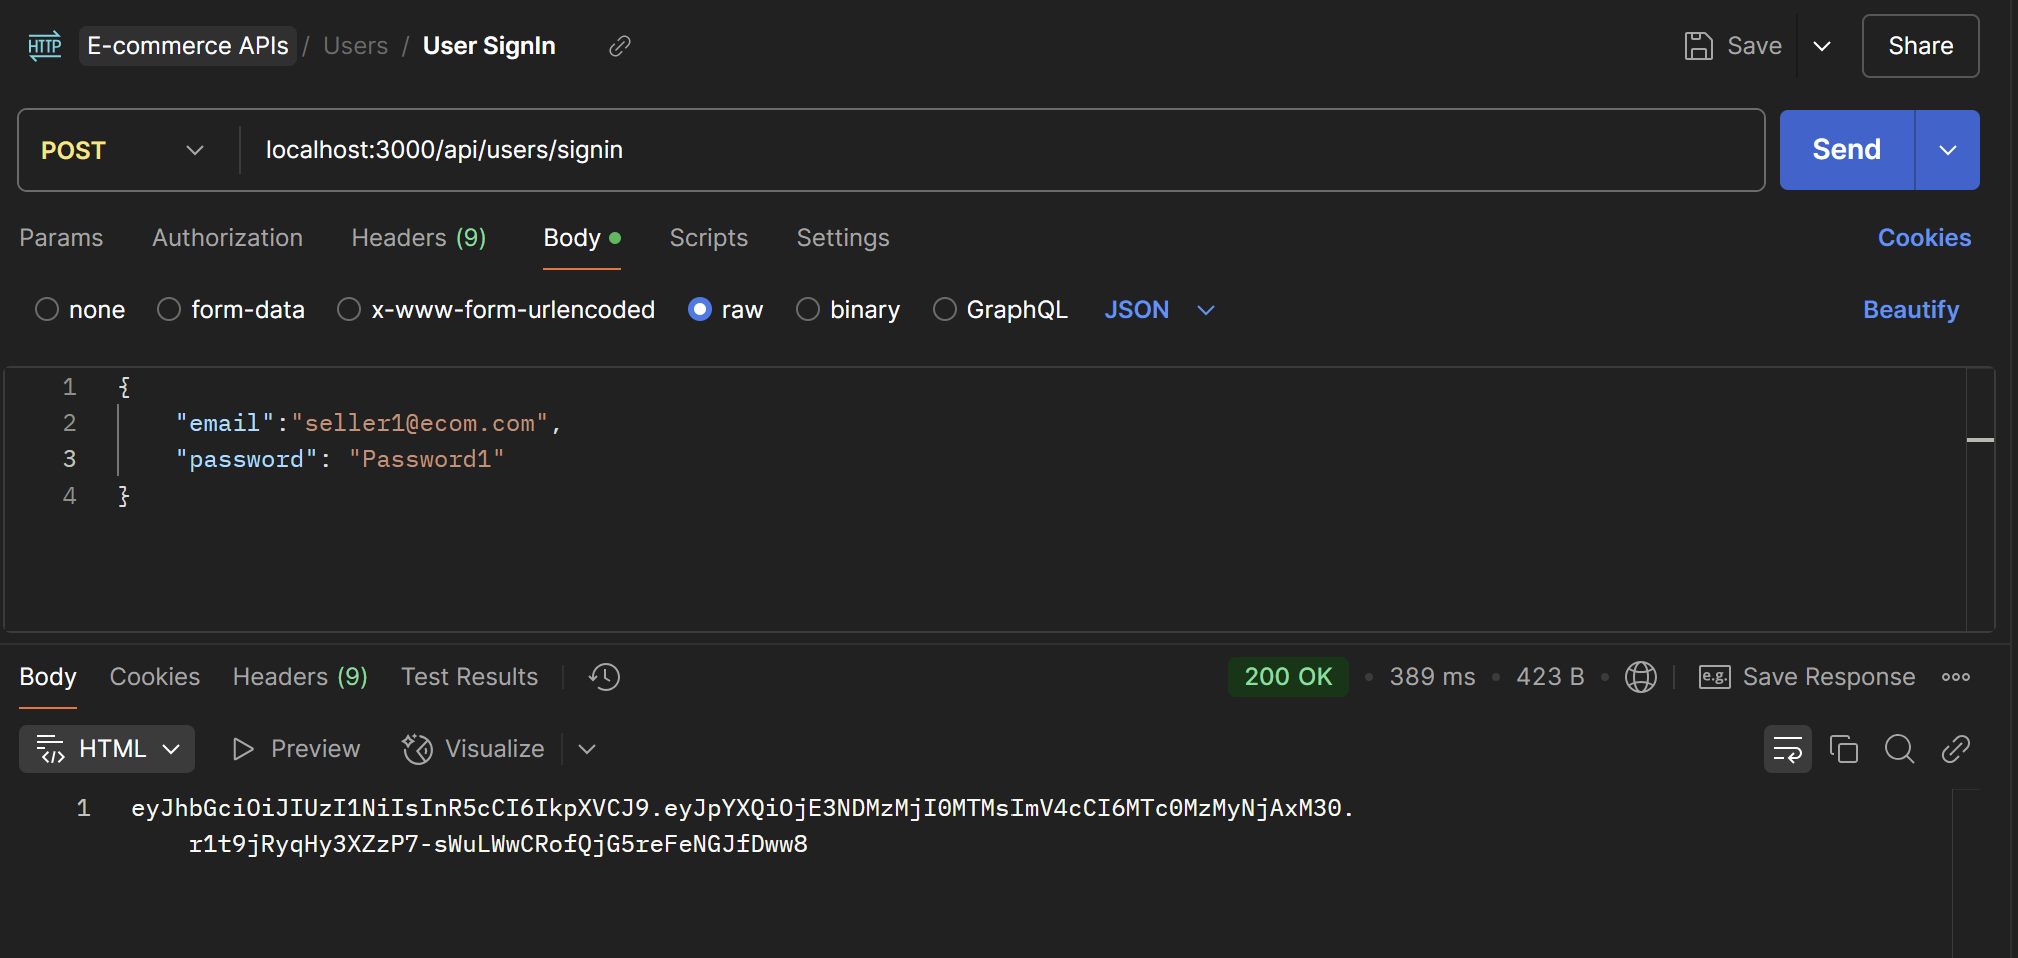 HTTP E-commerce APIs / Users / User SignIn Save Share
POST localhost:3000/api/users/signin Send
Params Authorization Headers (9) Body Scripts Settings Cookies
none form-data x-www-form-urlencoded raw binary GraphQL JSON Beautify
1 {
2 "email":"seller1@ecom.com",
3 "password": "Password1"
4 }
Body Cookies Headers (9) Test Results 200 OK • 389 ms • 423 B • e.g. Save Response
HTML Preview Visualize
1 eyJhbGciOiJIUzI1NiIsInR5cCI6IkpXVCJ9.eyJpYXQiOjE3NDMzMjI0MTMsImV4cCI6MTc0MzMyNjAxM30.
r1t9jRyqHy3XZzP7-sWuLWwCRofQjG5reFeNGJfDww8